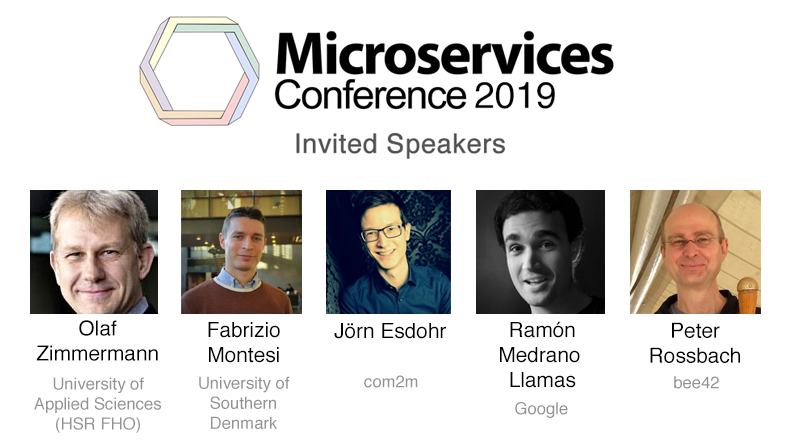 Microservices
Conference 2019
Invited Speakers
Olaf
Zimmermann
University of
Applied Sciences
(HSR FHO)
Fabrizio
Montesi
University of
Southern
Denmark
Jörn Esdohr
com2m
Ramón
Medrano
Llamas
Google
Peter
Rossbach
bee42